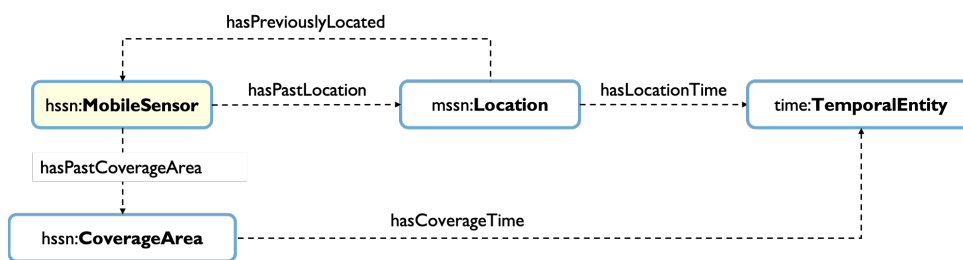 hasPreviouslyLocated
hssn:MobileSensor
hasPastLocation
mssn:Location
hasLocationTime
time:TemporalEntity
hasPastCoverageArea
hssn:CoverageArea
hasCoverageTime